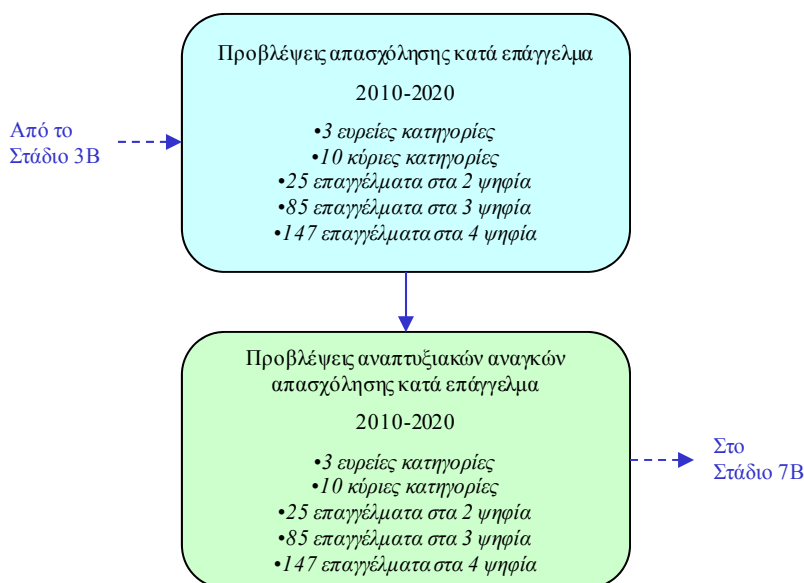 Προβλέψεις απασχόλησης κατά επάγγελμα
2010-2020
•3 ευρείες κατηγορίες
•10 κύριες κατηγορίες
•25 επαγγέλματα στα 2 ψηφία
•85 επαγγέλματα στα 3 ψηφία
•147 επαγγέλματα στα 4 ψηφία
Από το
Στάδιο 3Β
Προβλέψεις αναπτυξιακών αναγκών
απασχόλησης κατά επάγγελμα
2010-2020
•3 ευρείες κατηγορίες
•10 κύριες κατηγορίες
•25 επαγγέλματα στα 2 ψηφία
•85 επαγγέλματα στα 3 ψηφία
•147 επαγγέλματα στα 4 ψηφία
Στο
Στάδιο 7Β